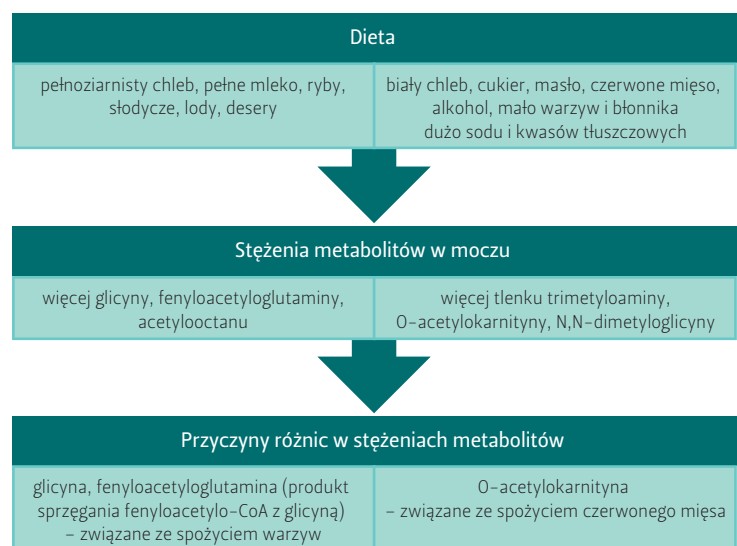 Dieta
pełnoziarnisty chleb, pełne mleko, ryby,
słodycze, lody, desery
biały chleb, cukier, masło, czerwone mięso,
alkohol, mało warzyw i błonnika
dużo sodu i kwasów tłuszczowych
Stężenia metabolitów w moczu
więcej glicyny, fenyloacetyloglutaminy,
acetylooctanu
więcej tlenku trimetyloaminy,
O-acetylokarnityny, N,N-dimetyloglicyny
Przyczyny różnic w stężeniach metabolitów
glicyna, fenyloacetyloglutamina (produkt
sprzęgania fenyloacetylo-CoA z glicyną)
– związane ze spożyciem warzyw
O-acetylokarnityna
– związane ze spożyciem czerwonego mięsa